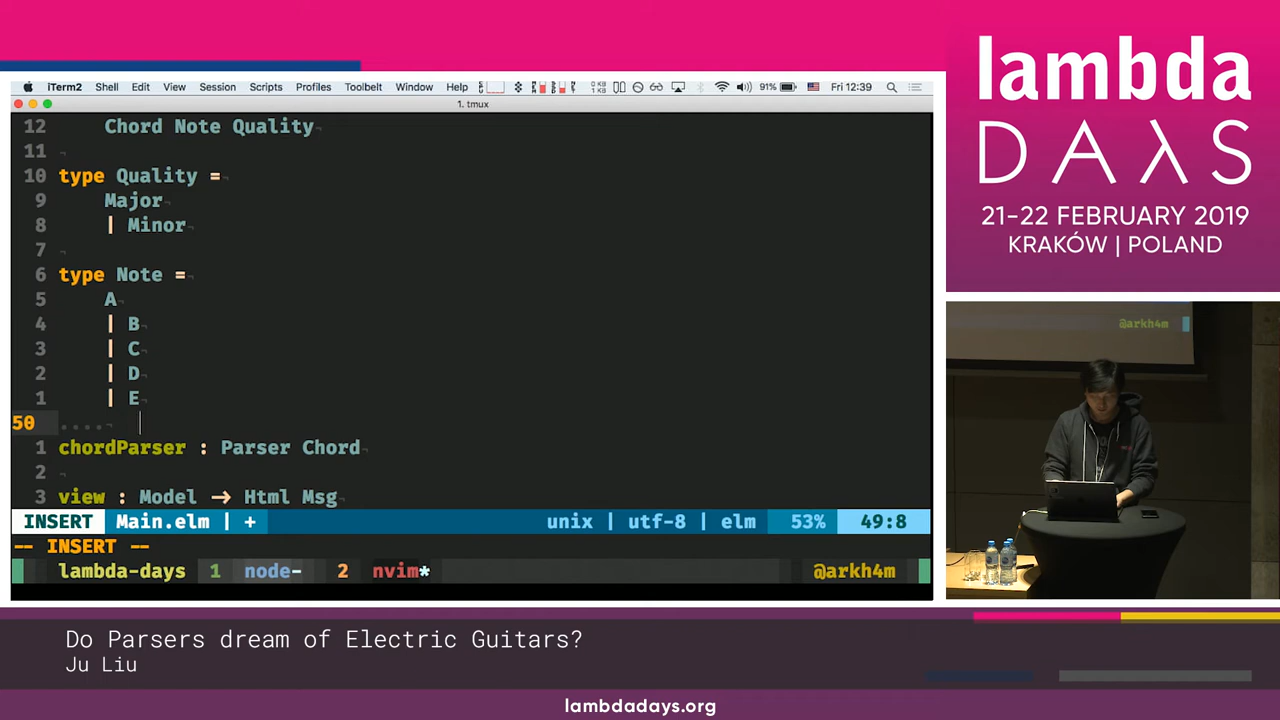 iTerm2 Shell Edit View Session Scripts Profiles Toolbelt Window Help 91% Fri 12:39
1. tmux
12 Chord Note Quality
11
10 type Quality =
9 Major
8 | Minor
7
6 type Note =
5 A
4 | B
3 | C
2 | D
1 | E
50 ....
1 chordParser : Parser Chord
2
3 view : Model → Html Msg
INSERT Main.elm | + unix | utf-8 | elm 53% 49:8
-- INSERT --
lambda-days 1 node- 2 nvim* @arkh4m
lambda
DAλS
21-22 FEBRUARY 2019
KRAKÓW | POLAND
@arkh4m
Do Parsers dream of Electric Guitars?
Ju Liu
lambdadays.org